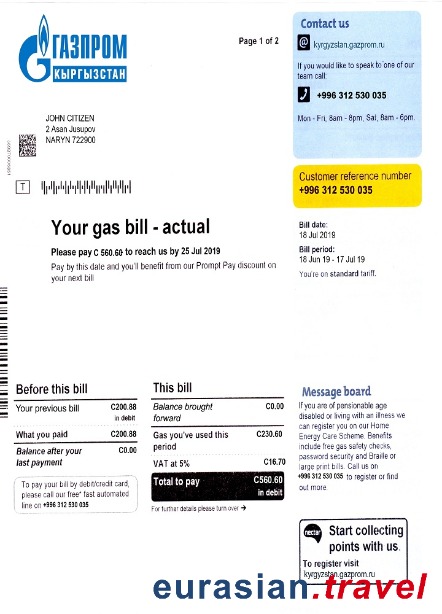 ГАЗПРОМ
КЫРГЫЗСТАН
Page 1 of 2
Contact us
@ kyrgyzstan.gazprom.ru
If you would like to speak to one of our
team call:
+996 312 530 035
Mon - Fri, 8am - 8pm, Sat, 8am - 6pm.
JOHN CITIZEN
2 Asan Jusupov
NARYN 722900
T
Customer reference number
+996 312 530 035
Your gas bill - actual
Please pay C 560.60 to reach us by 25 Jul 2019
Pay by this date and you'll benefit from our Prompt Pay discount on
your next bill
Bill date:
18 Jul 2019
Bill period:
18 Jun 19 - 17 Jul 19
You're on standard tariff.
Before this bill
Your previous bill C200.88
in debit
What you paid C200.88
Balance after your C0.00
last payment
To pay your bill by debit/credit card,
please call our free* fast automated
line on +996 312 530 035
This bill
Balance brought C0.00
forward
Gas you've used this C230.60
period
VAT at 5% C16.70
Total to pay C560.60
in debit
For further details please turn over →
Message board
If you are of pensionable age
disabled or living with an illness we
can register you on our Home
Energy Care Scheme. Benefits
include free gas safety checks,
password security and Braille or
large print bills. Call us on
+996 312 530 035 to register or find
out more.
nectar
Start collecting
points with us.
To register visit
kyrgyzstan.gazprom.ru
eurasian.travel